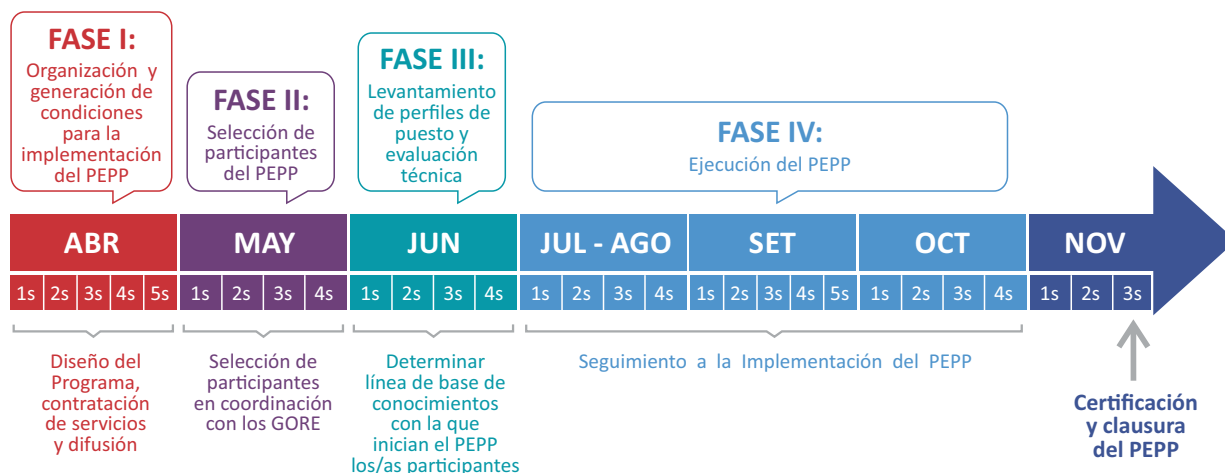 FASE I:
Organización y
generación de
condiciones
para la
implementación
del PEPP
FASE II:
Selección de
participantes
del PEPP
FASE III:
Levantamiento
de perfiles de
puesto y
evaluación
técnica
FASE IV:
Ejecución del PEPP
ABR MAY JUN JUL - AGO SET OCT NOV
1s 2s 3s 4s 5s 1s 2s 3s 4s 1s 2s 3s 4s 1s 2s 3s 4s 1s 2s 3s 4s 5s 1s 2s 3s 4s 1s 2s 3s
Diseño del
Programa,
contratación
de servicios
y difusión
Selección de
participantes
en coordinación
con los GORE
Determinar
línea de base de
conocimientos
con la que
inician el PEPP
los/as participantes
Seguimiento a la Implementación del PEPP
Certificación
y clausura
del PEPP